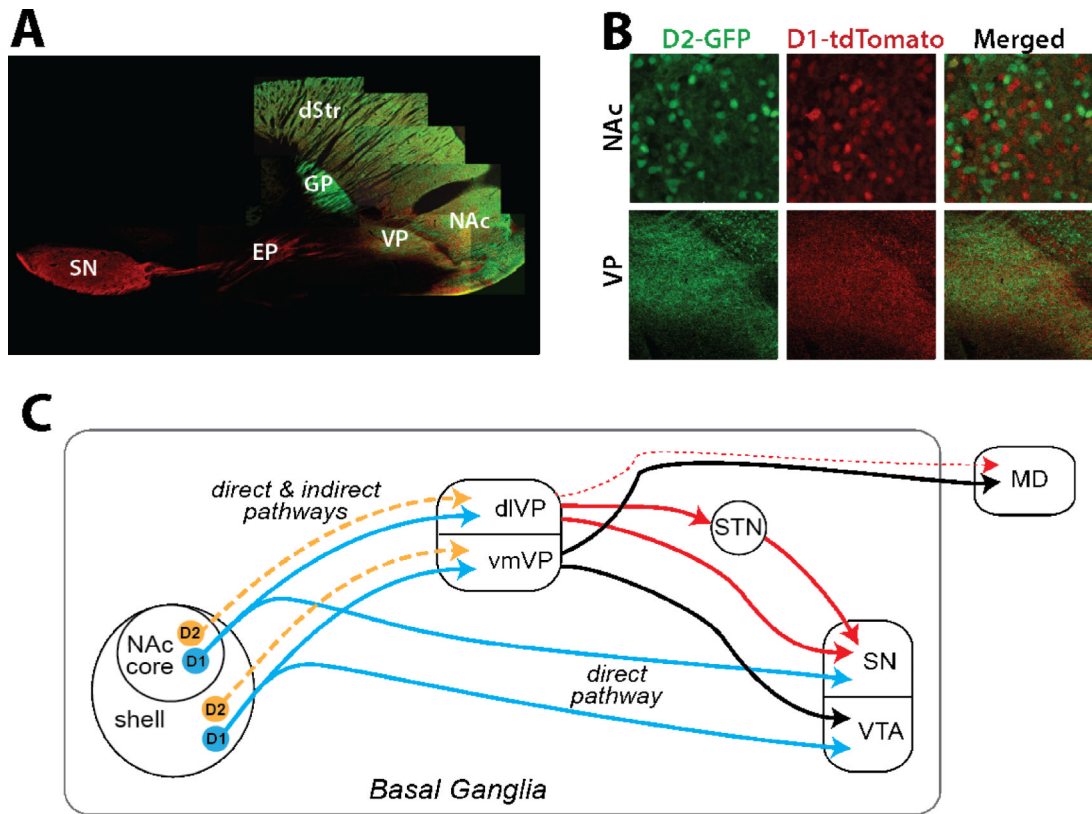 A
dStr
GP
NAc
VP
EP
SN
B
D2-GFP D1-tdTomato Merged
NAc
VP
C
direct & indirect
pathways
dlVP
vmVP
STN
MD
D2
NAc
core
D1
D2
shell
D1
direct
pathway
SN
VTA
Basal Ganglia